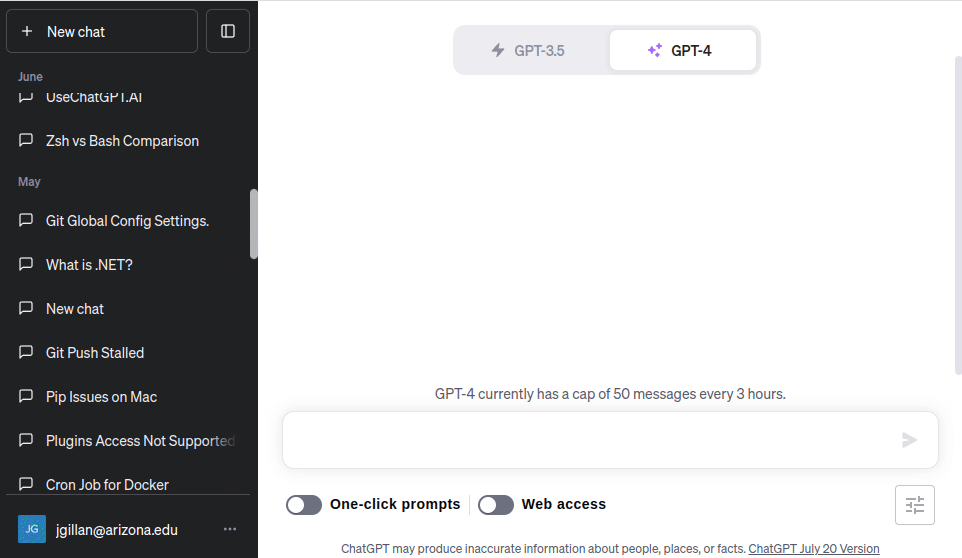 New chat
June
UseChatGPT.AI
Zsh vs Bash Comparison
May
Git Global Config Settings.
What is .NET?
New chat
Git Push Stalled
Pip Issues on Mac
Plugins Access Not Supported
Cron Job for Docker
JG
jgillan@arizona.edu
GPT-3.5
GPT-4
GPT-4 currently has a cap of 50 messages every 3 hours.
One-click prompts
Web access
ChatGPT may produce inaccurate information about people, places, or facts. ChatGPT July 20 Version